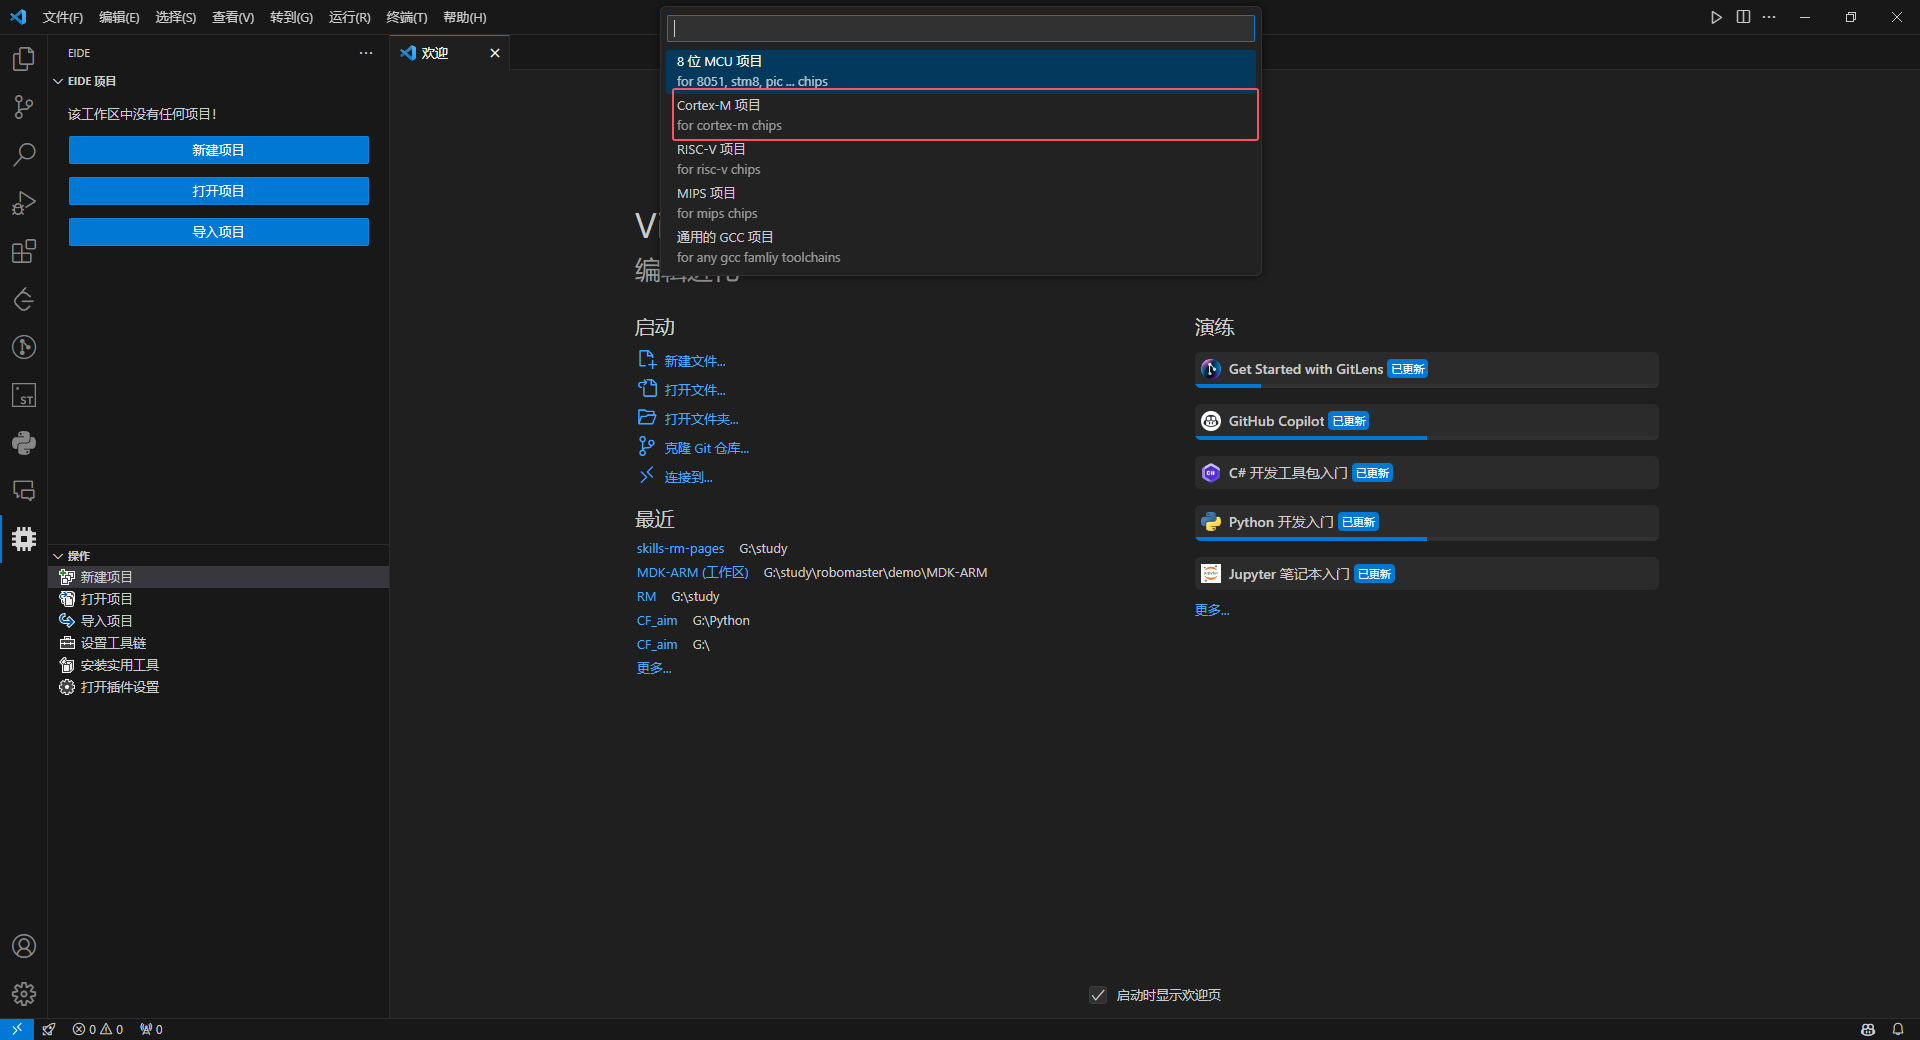 文件(F) 编辑(E) 选择(S) 查看(V) 转到(G) 运行(R) 终端(T) 帮助(H)
EIDE
EIDE 项目
该工作区中没有任何项目!
新建项目
打开项目
导入项目
操作
新建项目
打开项目
导入项目
设置工具链
安装实用工具
打开插件设置
ST
欢迎
8 位 MCU 项目
for 8051, stm8, pic ... chips
Cortex-M 项目
for cortex-m chips
RISC-V 项目
for risc-v chips
MIPS 项目
for mips chips
通用的 GCC 项目
for any gcc famliy toolchains
启动
新建文件...
打开文件...
打开文件夹...
克隆 Git 仓库...
连接到...
最近
skills-rm-pages G:\study
MDK-ARM (工作区) G:\study\robomaster\demo\MDK-ARM
RM G:\study
CF_aim G:\Python
CF_aim G:\
更多...
演练
Get Started with GitLens 已更新
GitHub Copilot 已更新
C# 开发工具包入门 已更新
Python 开发入门 已更新
Jupyter 笔记本入门 已更新
更多...
启动时显示欢迎页
0 0 0